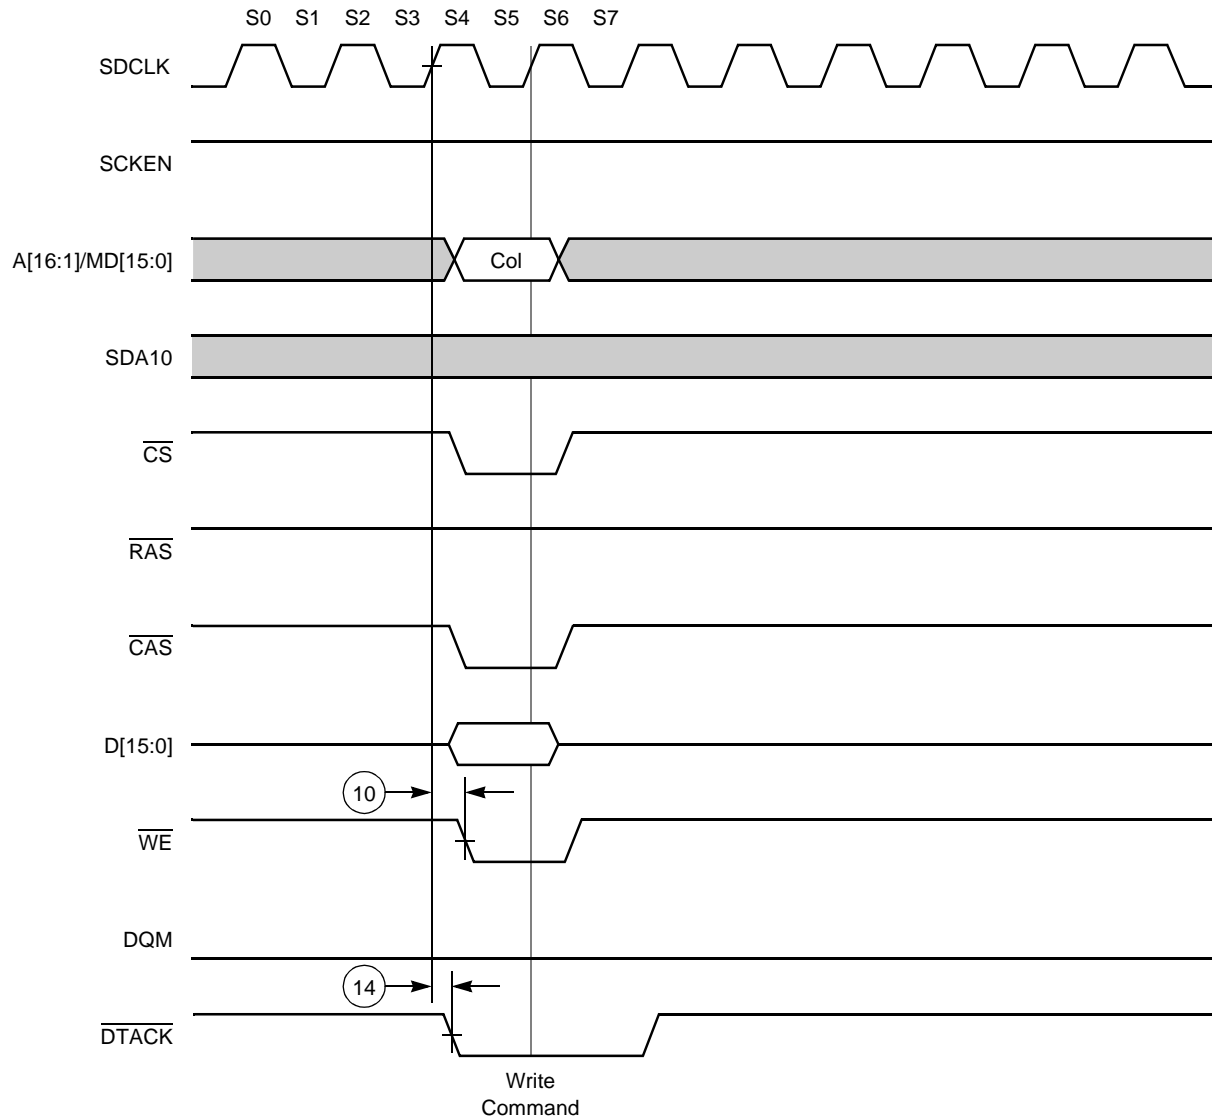 S0 S1 S2 S3 S4 S5 S6 S7
SDCLK
SCKEN
A[16:1]/MD[15:0]
Col
SDA10
CS
RAS
CAS
D[15:0]
10
WE
DQM
14
DTACK
Write
Command